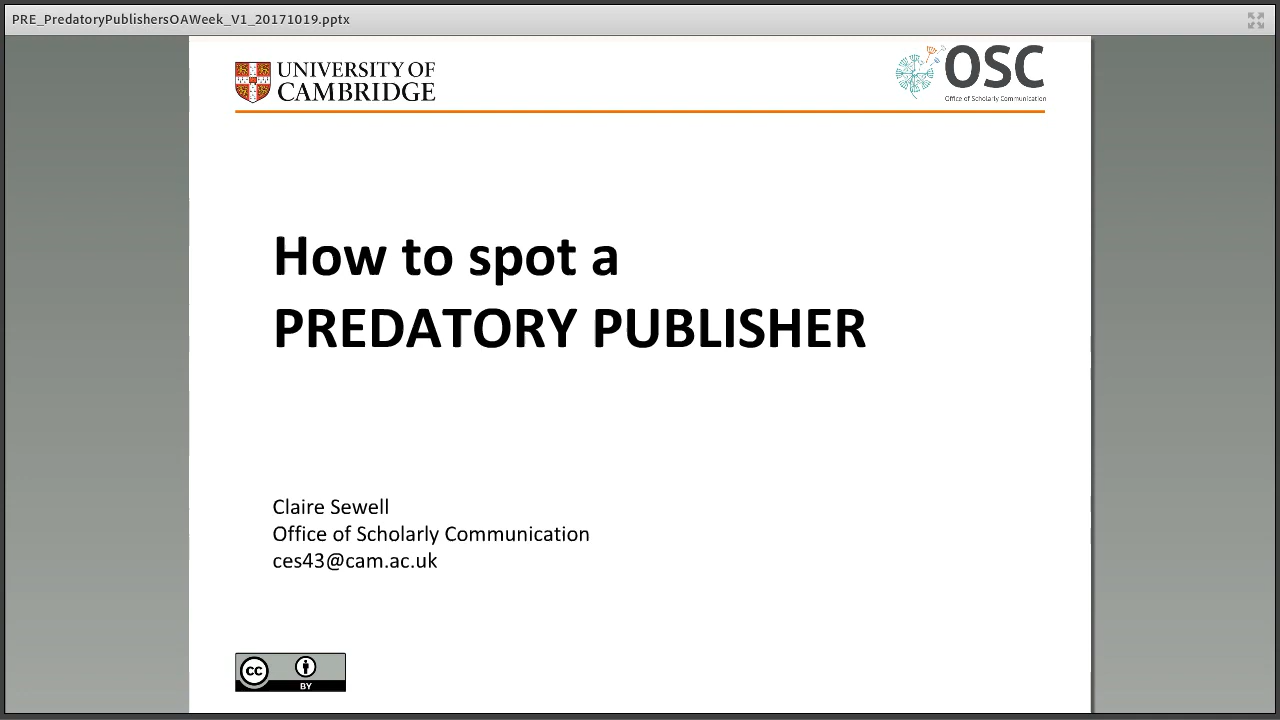 PRE_PredatoryPublishersOAWeek_V1_20171019.pptx
UNIVERSITY OF
CAMBRIDGE
OSC
Office of Scholarly Communication
How to spot a
PREDATORY PUBLISHER
Claire Sewell
Office of Scholarly Communication
ces43@cam.ac.uk
cc
BY